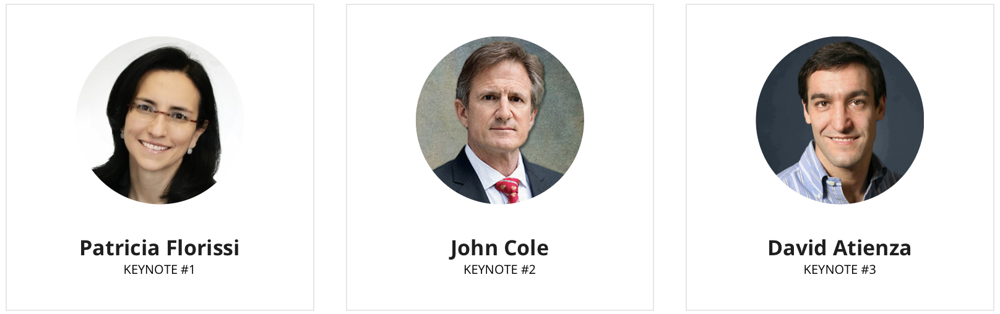 Patricia Florissi
KEYNOTE #1
John Cole
KEYNOTE #2
David Atienza
KEYNOTE #3